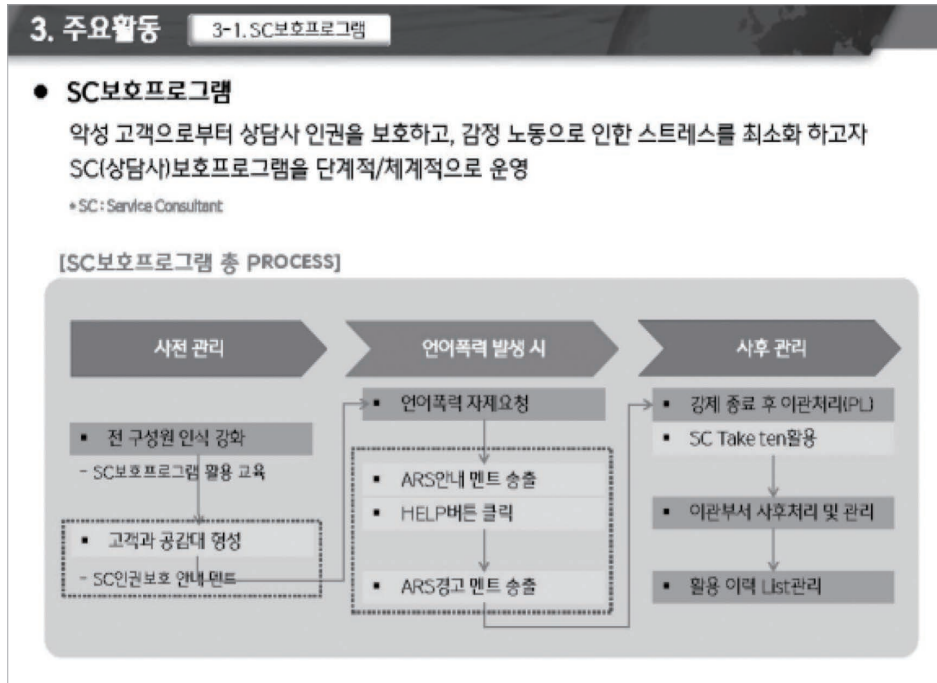 3. 주요활동
3-1. SC보호프로그램
● SC보호프로그램
악성 고객으로부터 상담사 인권을 보호하고, 감정 노동으로 인한 스트레스를 최소화 하고자
SC(상담사)보호프로그램을 단계적/체계적으로 운영
* SC : Service Consultant
[SC보호프로그램 총 PROCESS]
사전 관리
▪ 전 구성원 인식 강화
- SC보호프로그램 활용 교육
▪ 고객과 공감대 형성
- SC인권보호 안내 멘트
언어폭력 발생 시
▪ 언어폭력 자제요청
▪ ARS안내 멘트 송출
▪ HELP버튼 클릭
▪ ARS경고 멘트 송출
사후 관리
▪ 강제 종료 후 이관처리(PL)
▪ SC Take ten활용
▪ 이관부서 사후처리 및 관리
▪ 활용 이력 List관리